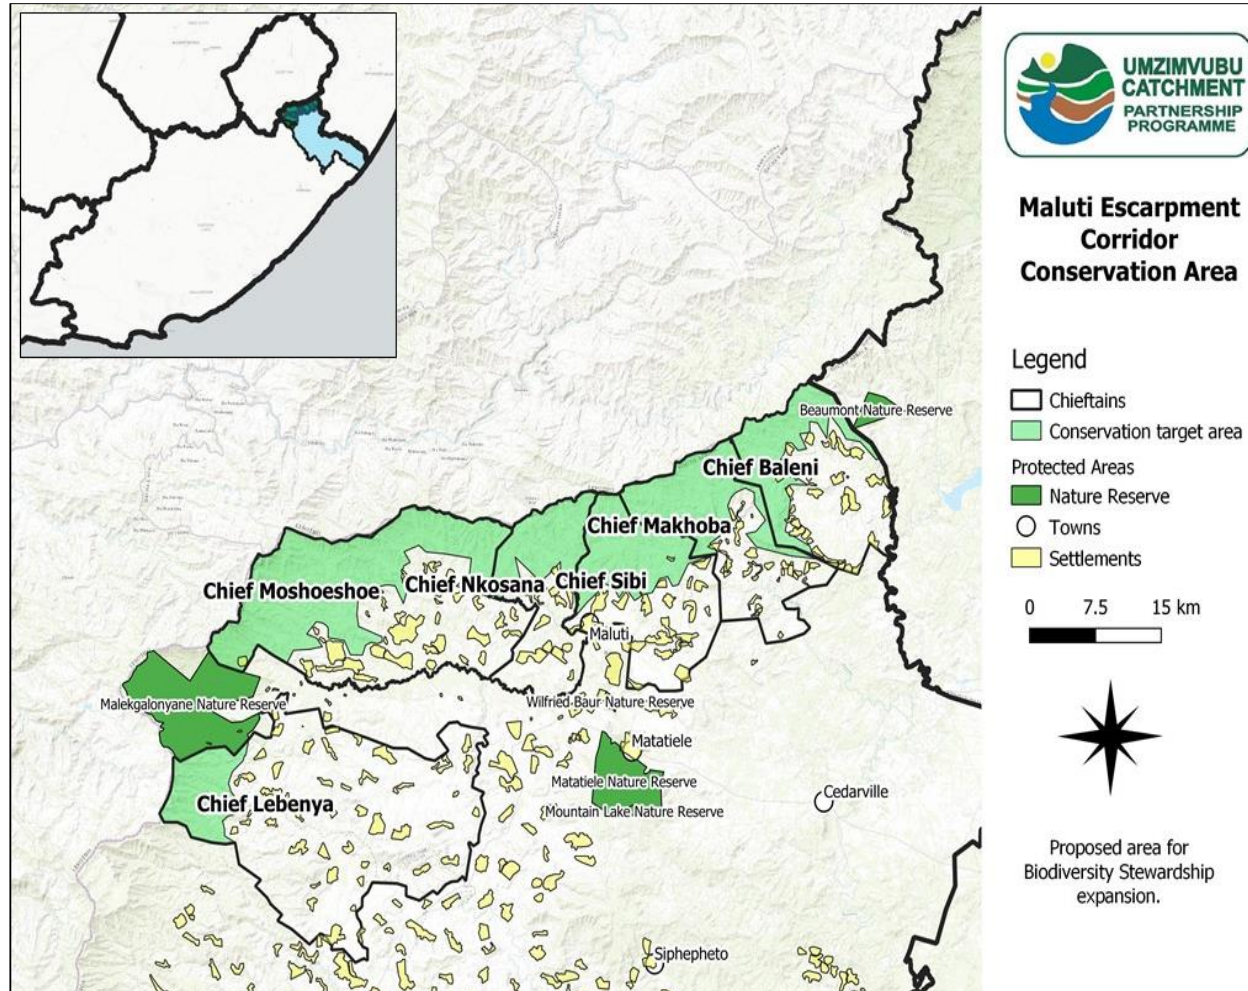 UMZIMVUBU
CATCHMENT
PARTNERSHIP
PROGRAMME
Maluti Escarpment
Corridor
Conservation Area
Legend
Chieftains
Conservation target area
Protected Areas
Nature Reserve
Towns
Settlements
0 7.5 15 km
Proposed area for
Biodiversity Stewardship
expansion.
Beaumont Nature Reserve
Chief Baleni
Chief Makhoba
Chief Sibi
Chief Nkosana
Chief Moshoeshoe
Maluti
Malekgalonyane Nature Reserve
Wilfried Baur Nature Reserve
Matatiele
Matatiele Nature Reserve
Mountain Lake Nature Reserve
Cedarville
Chief Lebenya
Siphepheto